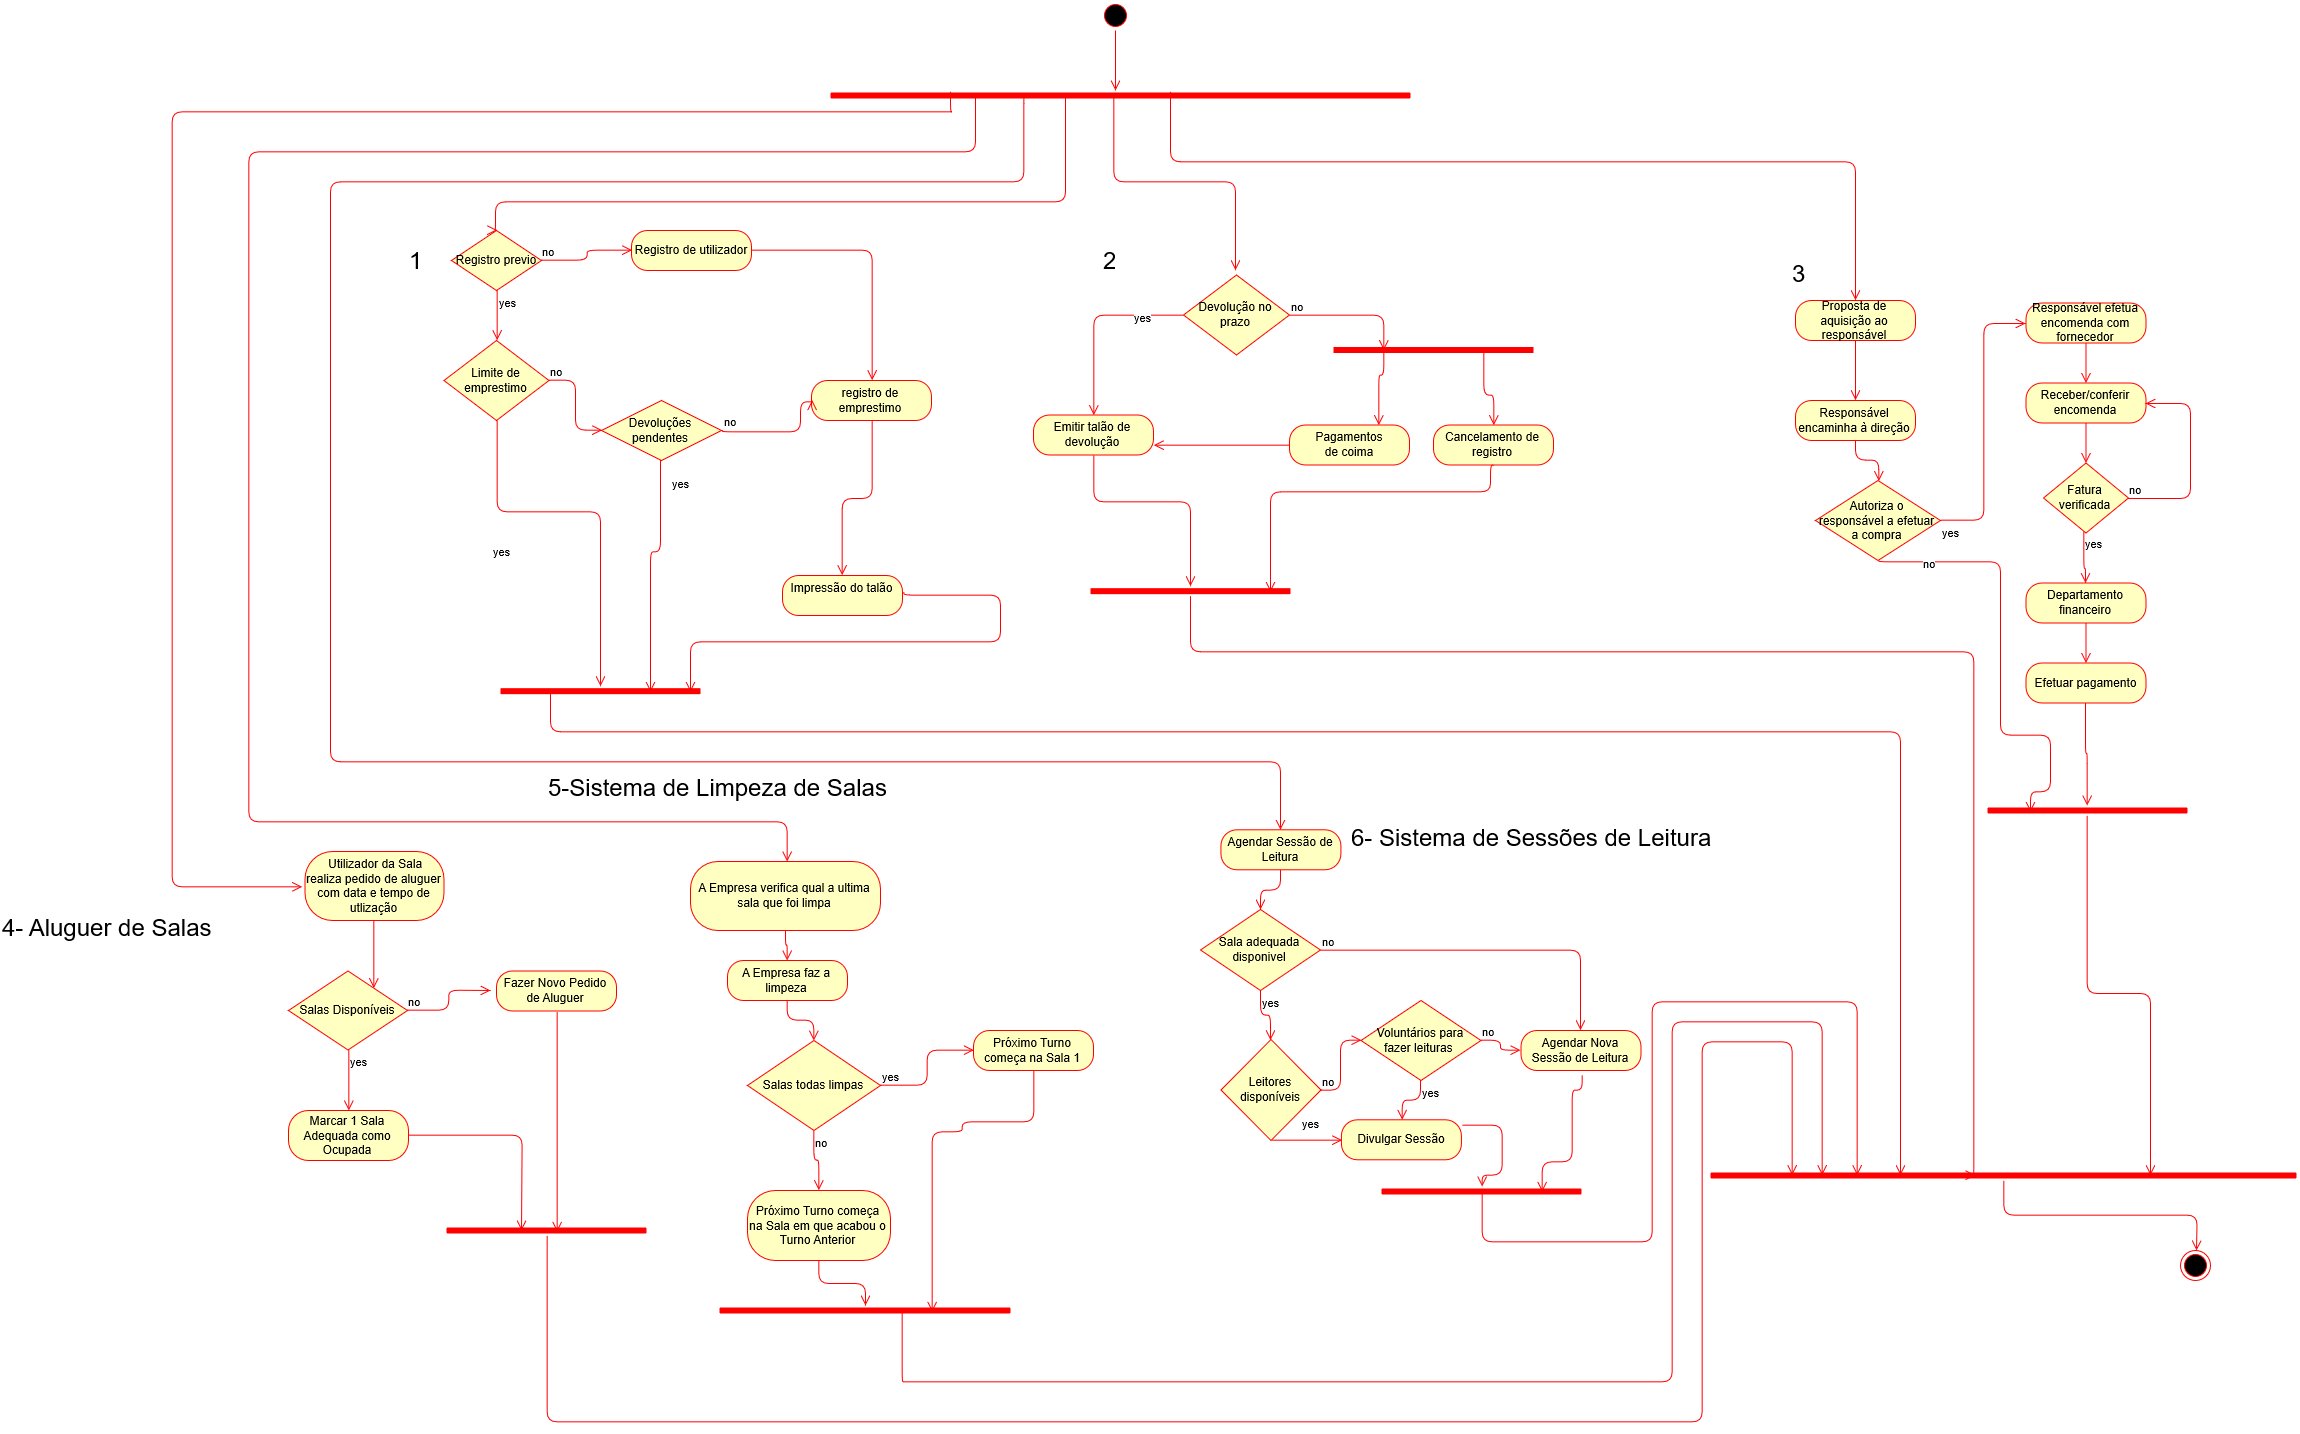 1
Registro previo
no
Registro de utilizador
yes
Limite de
emprestimo
no
Devoluções
pendentes
no
registro de
emprestimo
yes
yes
Impressão do talão
2
Devolução no
prazo
yes
no
Emitir talão de
devolução
Pagamentos
de coima
Cancelamento de
registro
3
Proposta de
aquisição ao
responsável
Responsável
encaminha à direção
Autoriza o
responsável a efetuar
a compra
yes
no
Responsável efetua
encomenda com
fornecedor
Receber/conferir
encomenda
Fatura
verificada
no
yes
Departamento
financeiro
Efetuar pagamento
4- Aluguer de Salas
Utilizador da Sala
realiza pedido de aluguer
com data e tempo de
utlização
Salas Disponíveis
no
Fazer Novo Pedido
de Aluguer
yes
Marcar 1 Sala
Adequada como
Ocupada
5-Sistema de Limpeza de Salas
A Empresa verifica qual a ultima
sala que foi limpa
A Empresa faz a
limpeza
Salas todas limpas
yes
Próximo Turno
começa na Sala 1
no
Próximo Turno começa
na Sala em que acabou o
Turno Anterior
6- Sistema de Sessões de Leitura
Agendar Sessão de
Leitura
Sala adequada
disponivel
no
yes
Leitores
disponíveis
no
yes
Voluntários para
fazer leituras
no
yes
Agendar Nova
Sessão de Leitura
Divulgar Sessão